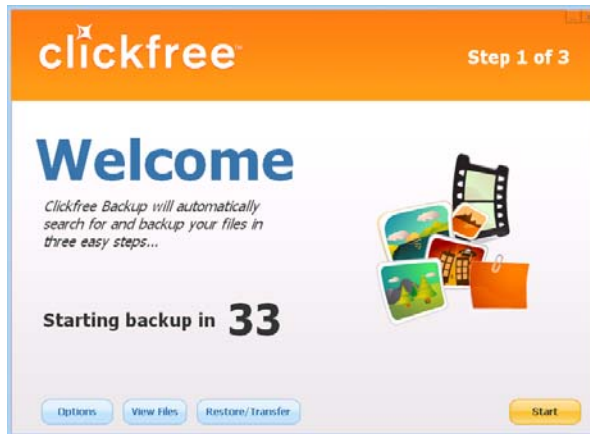 clickfree™
Step 1 of 3
Welcome
Clickfree Backup will automatically
search for and backup your files in
three easy steps...
Starting backup in 33
Options
View Files
Restore/Transfer
Start